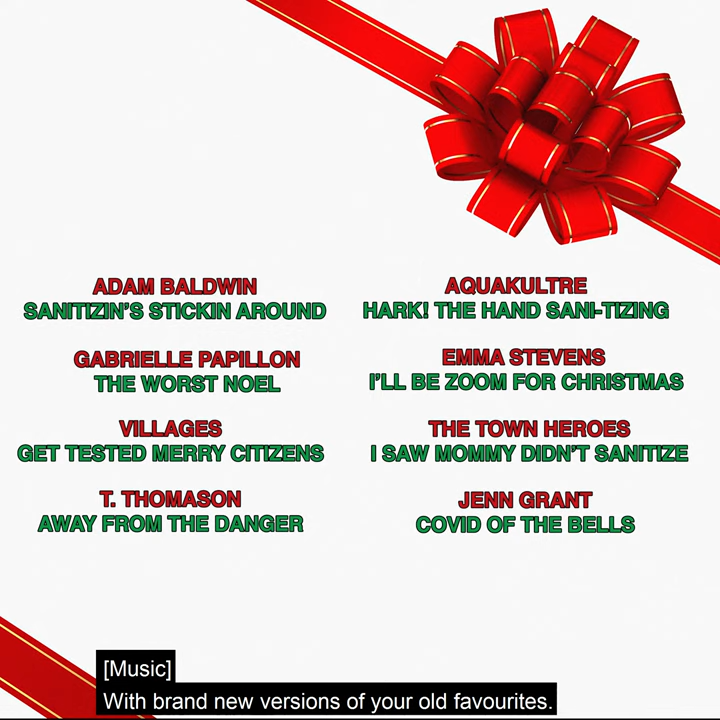 ADAM BALDWIN
SANITIZIN'S STICKIN AROUND
GABRIELLE PAPILLON
THE WORST NOEL
VILLAGES
GET TESTED MERRY CITIZENS
T. THOMASON
AWAY FROM THE DANGER
AQUAKULTRE
HARK! THE HAND SANI-TIZING
EMMA STEVENS
I'LL BE ZOOM FOR CHRISTMAS
THE TOWN HEROES
I SAW MOMMY DIDN'T SANITIZE
JENN GRANT
COVID OF THE BELLS
[Music]
With brand new versions of your old favourites.